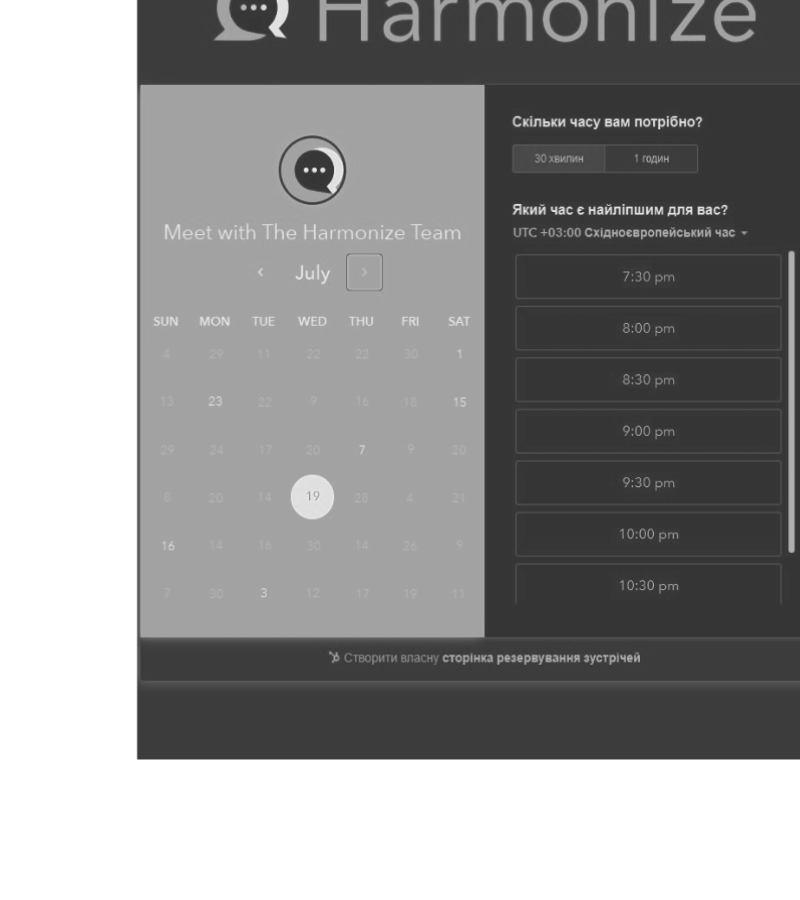 Harmonize
Meet with The Harmonize Team
July
SUN MON TUE WED THU FRI SAT
4 29 11 22 23 30 1
13 23 22 9 16 18 15
29 24 17 20 7 9 20
8 20 14 19 28 4 21
16 14 16 30 14 26 9
7 30 3 12 17 19 11
Скільки часу вам потрібно?
30 хвилин 1 годин
Який час є найліпшим для вас?
UTC +03:00 Східноєвропейський час
7:30 pm
8:00 pm
8:30 pm
9:00 pm
9:30 pm
10:00 pm
10:30 pm
Створити власну сторінка резервування зустрічей